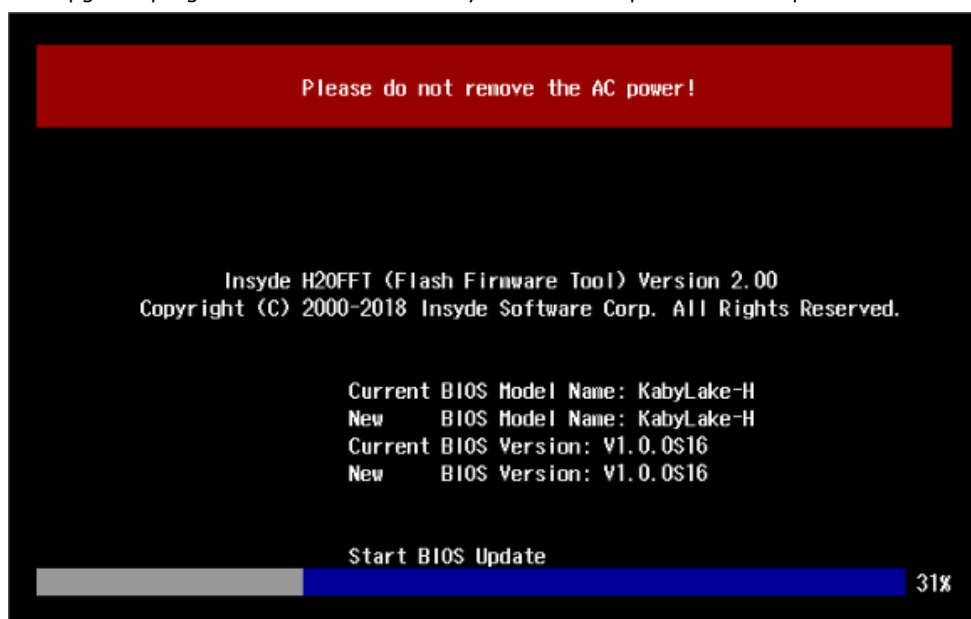 Please do not remove the AC power!
Insyde H2OFFT (Flash Firmware Tool) Version 2.00
Copyright (C) 2000-2018 Insyde Software Corp. All Rights Reserved.
Current BIOS Model Name: KabyLake-H
New BIOS Model Name: KabyLake-H
Current BIOS Version: V1.0.0S16
New BIOS Version: V1.0.0S16
Start BIOS Update
31%